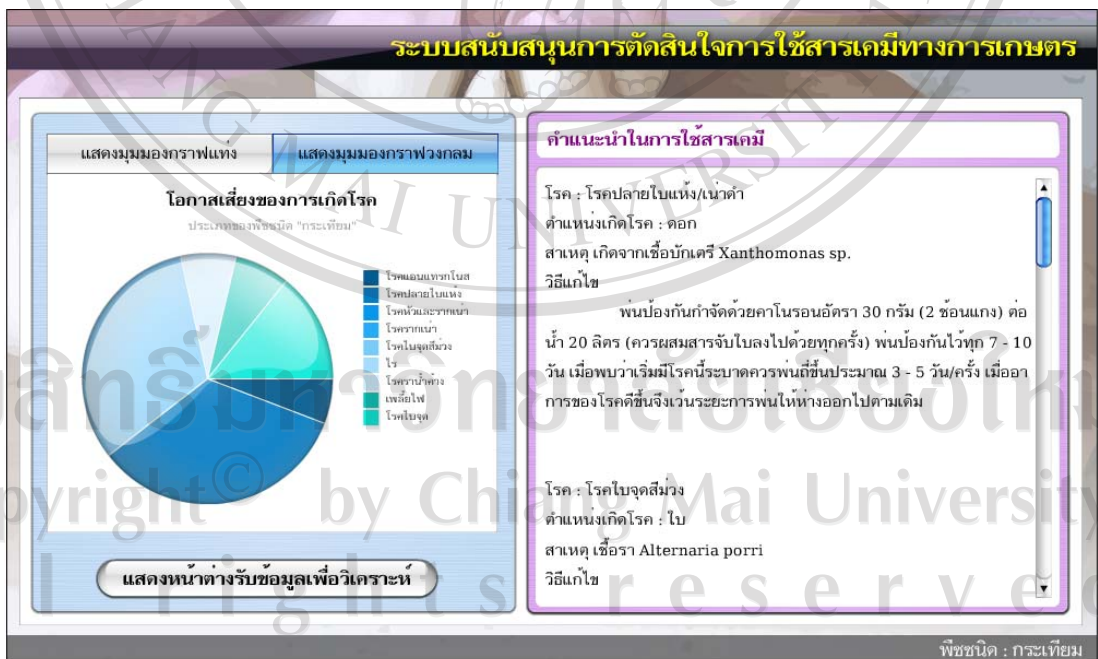 ระบบสนับสนุนการตัดสินใจการใช้สารเคมีทางการเกษตร
แสดงมุมมองกราฟแท่ง
แสดงมุมมองกราฟวงกลม
โอกาสเสี่ยงของการเกิดโรค
ประเภทของพืชชนิด "กระเทียม"
โรคแอนแทรกโนส
โรคปลายใบแห้ง
โรคหัวและรากเน่า
โรครากเน่า
โรคใบจุดสีม่วง
ไร
โรคราน้ำค้าง
เพลี้ยไฟ
โรคใบจุด
แสดงหน้าต่างรับข้อมูลเพื่อวิเคราะห์
คำแนะนำในการใช้สารเคมี
โรค : โรคปลายใบแห้ง/เน่าดำ
ตำแหน่งเกิดโรค : ดอก
สาเหตุ เกิดจากเชื้อบักเตรี Xanthomonas sp.
วิธีแก้ไข
พ่นป้องกันกำจัดด้วยคาโนรอนอัตรา 30 กรัม (2 ช้อนแกง) ต่อ
น้ำ 20 ลิตร (ควรผสมสารจับใบลงไปด้วยทุกครั้ง) พ่นป้องกันไว้ทุก 7 - 10
วัน เมื่อพบว่าเริ่มมีโรคนี้ระบาดควรพ่นถี่ขึ้นประมาณ 3 - 5 วัน/ครั้ง เมื่ออา
การของโรคดีขึ้นจึงเว้นระยะการพ่นให้ห่างออกไปตามเดิม
โรค : โรคใบจุดสีม่วง
ตำแหน่งเกิดโรค : ใบ
สาเหตุ เชื้อรา Alternaria porri
วิธีแก้ไข
พืชชนิด : กระเทียม
ANG MAI UNIVERSIT
opyright© by Chiang Mai University
l rights reserved